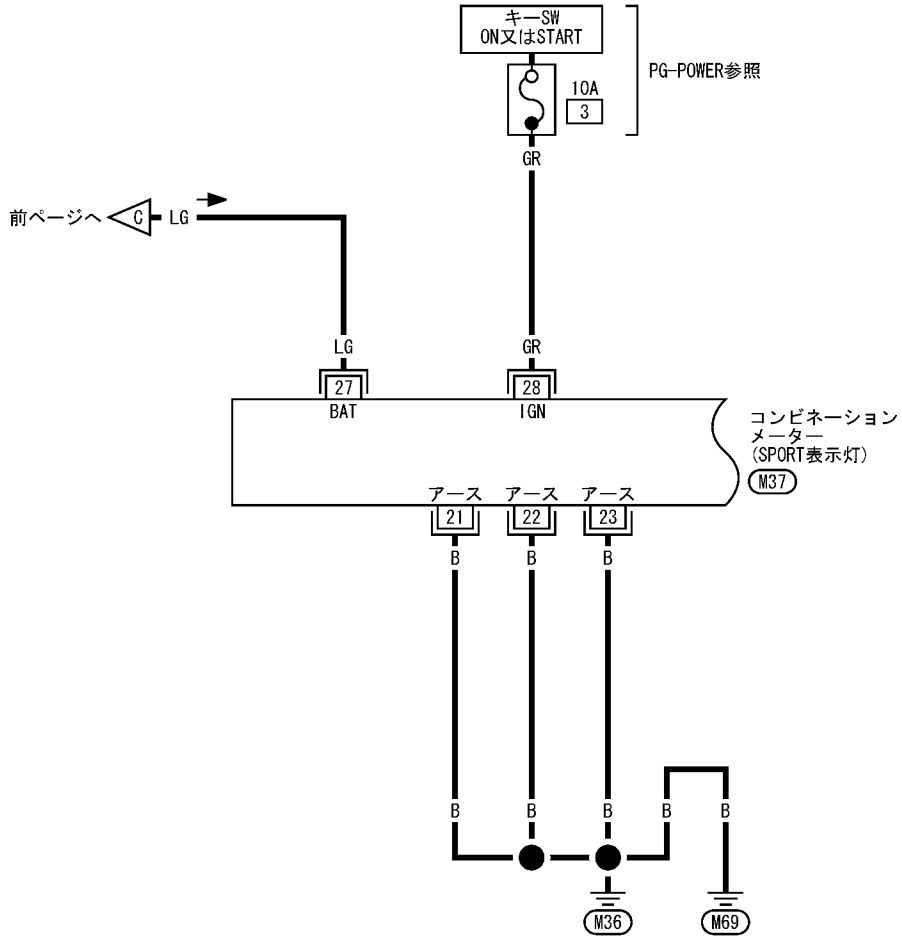 キーSW
ON又はSTART
PG-POWER参照
10A
3
GR
前ページへ
C
LG
LG
GR
27
28
BAT
IGN
コンビネーション
メーター
(SPORT表示灯)
M37
アース
アース
アース
21
22
23
B
B
B
B
B
B
B
B
M36
M69